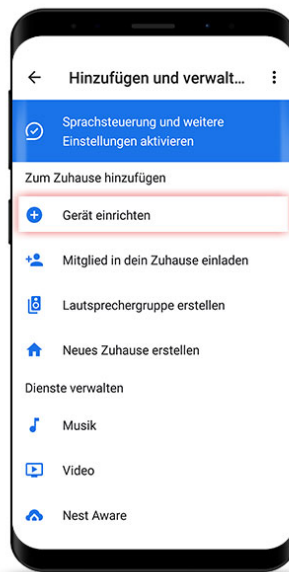 Hinzufügen und verwalt...
Sprachsteuerung und weitere
Einstellungen aktivieren
Zum Zuhause hinzufügen
Gerät einrichten
Mitglied in dein Zuhause einladen
Lautsprechergruppe erstellen
Neues Zuhause erstellen
Dienste verwalten
Musik
Video
Nest Aware